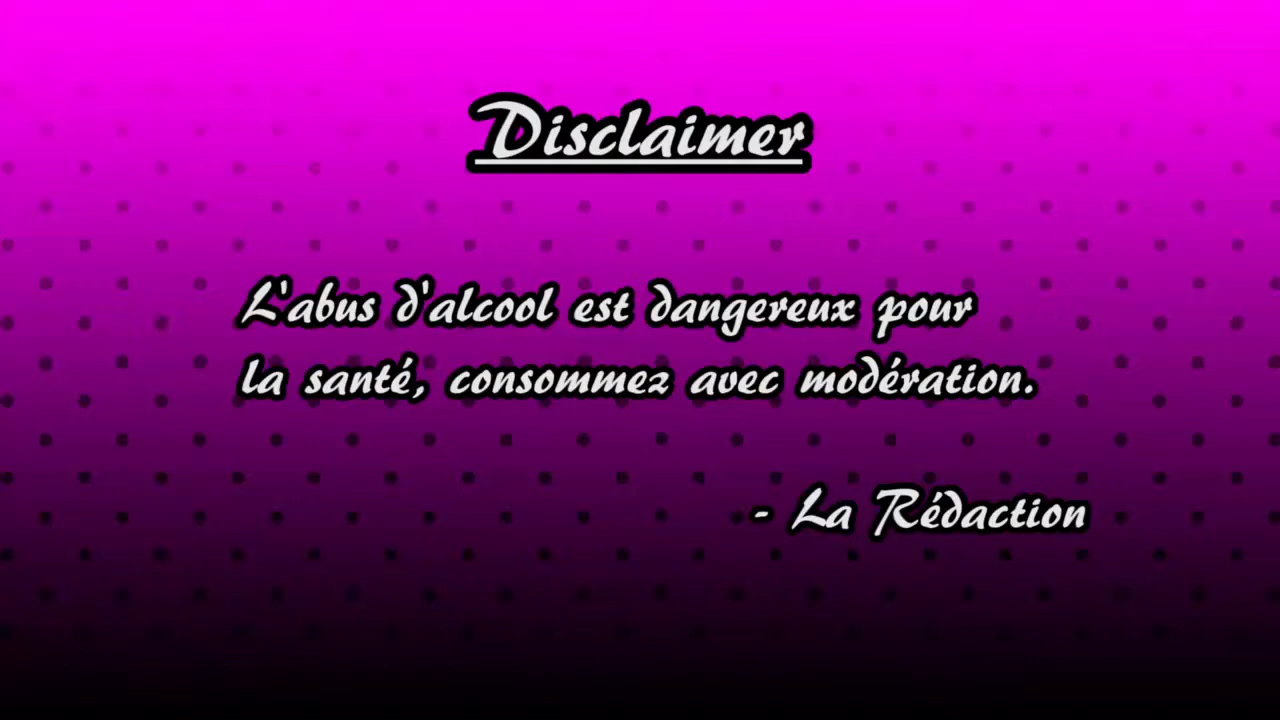 Disclaimer
L'abus d'alcool est dangereux pour
la santé, consommez avec modération.
- La Rédaction